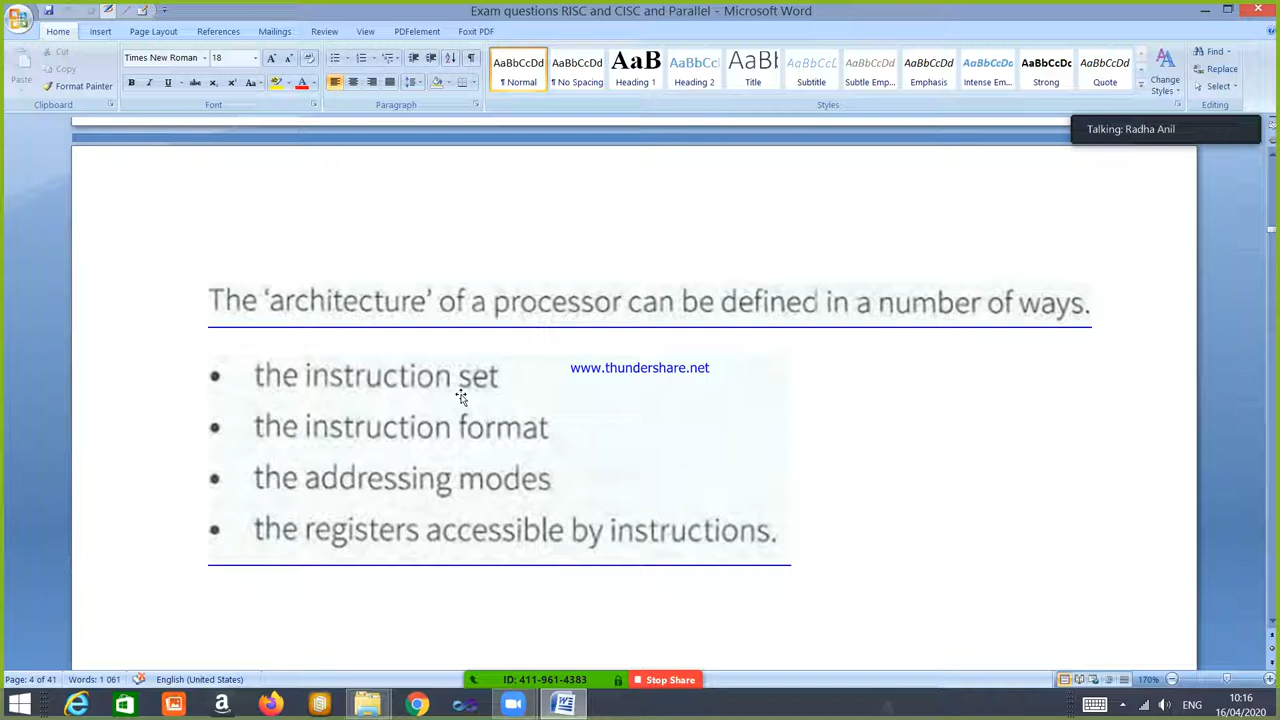 Exam questions RISC and CISC and Parallel - Microsoft Word
Home Insert Page Layout References Mailings Review View PDFelement Foxit PDF
Cut
Copy
Format Painter
Paste
Clipboard
Times New Roman 18
Font
Paragraph
AaBbCcDd AaBbCcDd AaB AaBbCc AaB AaBbCcI AaBbCcDd AaBbCcDd AaBbCcDd AaBbCcDd AaBbCcDd
¶ Normal ¶ No Spacing Heading 1 Heading 2 Title Subtitle Subtle Emp... Emphasis Intense Em... Strong Quote
Styles
Change Styles
Find
Replace
Select
Editing
Talking: Radha Anil
The ‘architecture’ of a processor can be defined in a number of ways.
• the instruction set
www.thundershare.net
• the instruction format
• the addressing modes
• the registers accessible by instructions.
Page: 4 of 41 Words: 1 061 English (United States)
ID: 411-961-4383 Stop Share
170%
ENG
10:16
16/04/2020